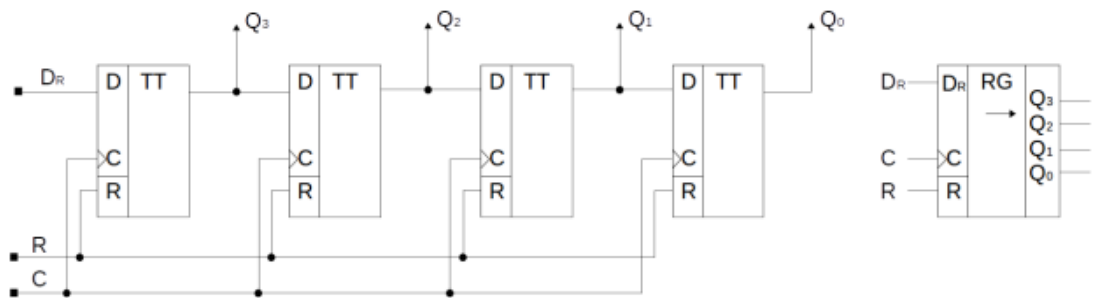 Q₃ Q₂ Q₁ Q₀
Dᴿ D TT D TT D TT D TT Dᴿ Dᴿ RG Q₃
Q₂
C C C C C C Q₁
R R R R R R Q₀
R
C